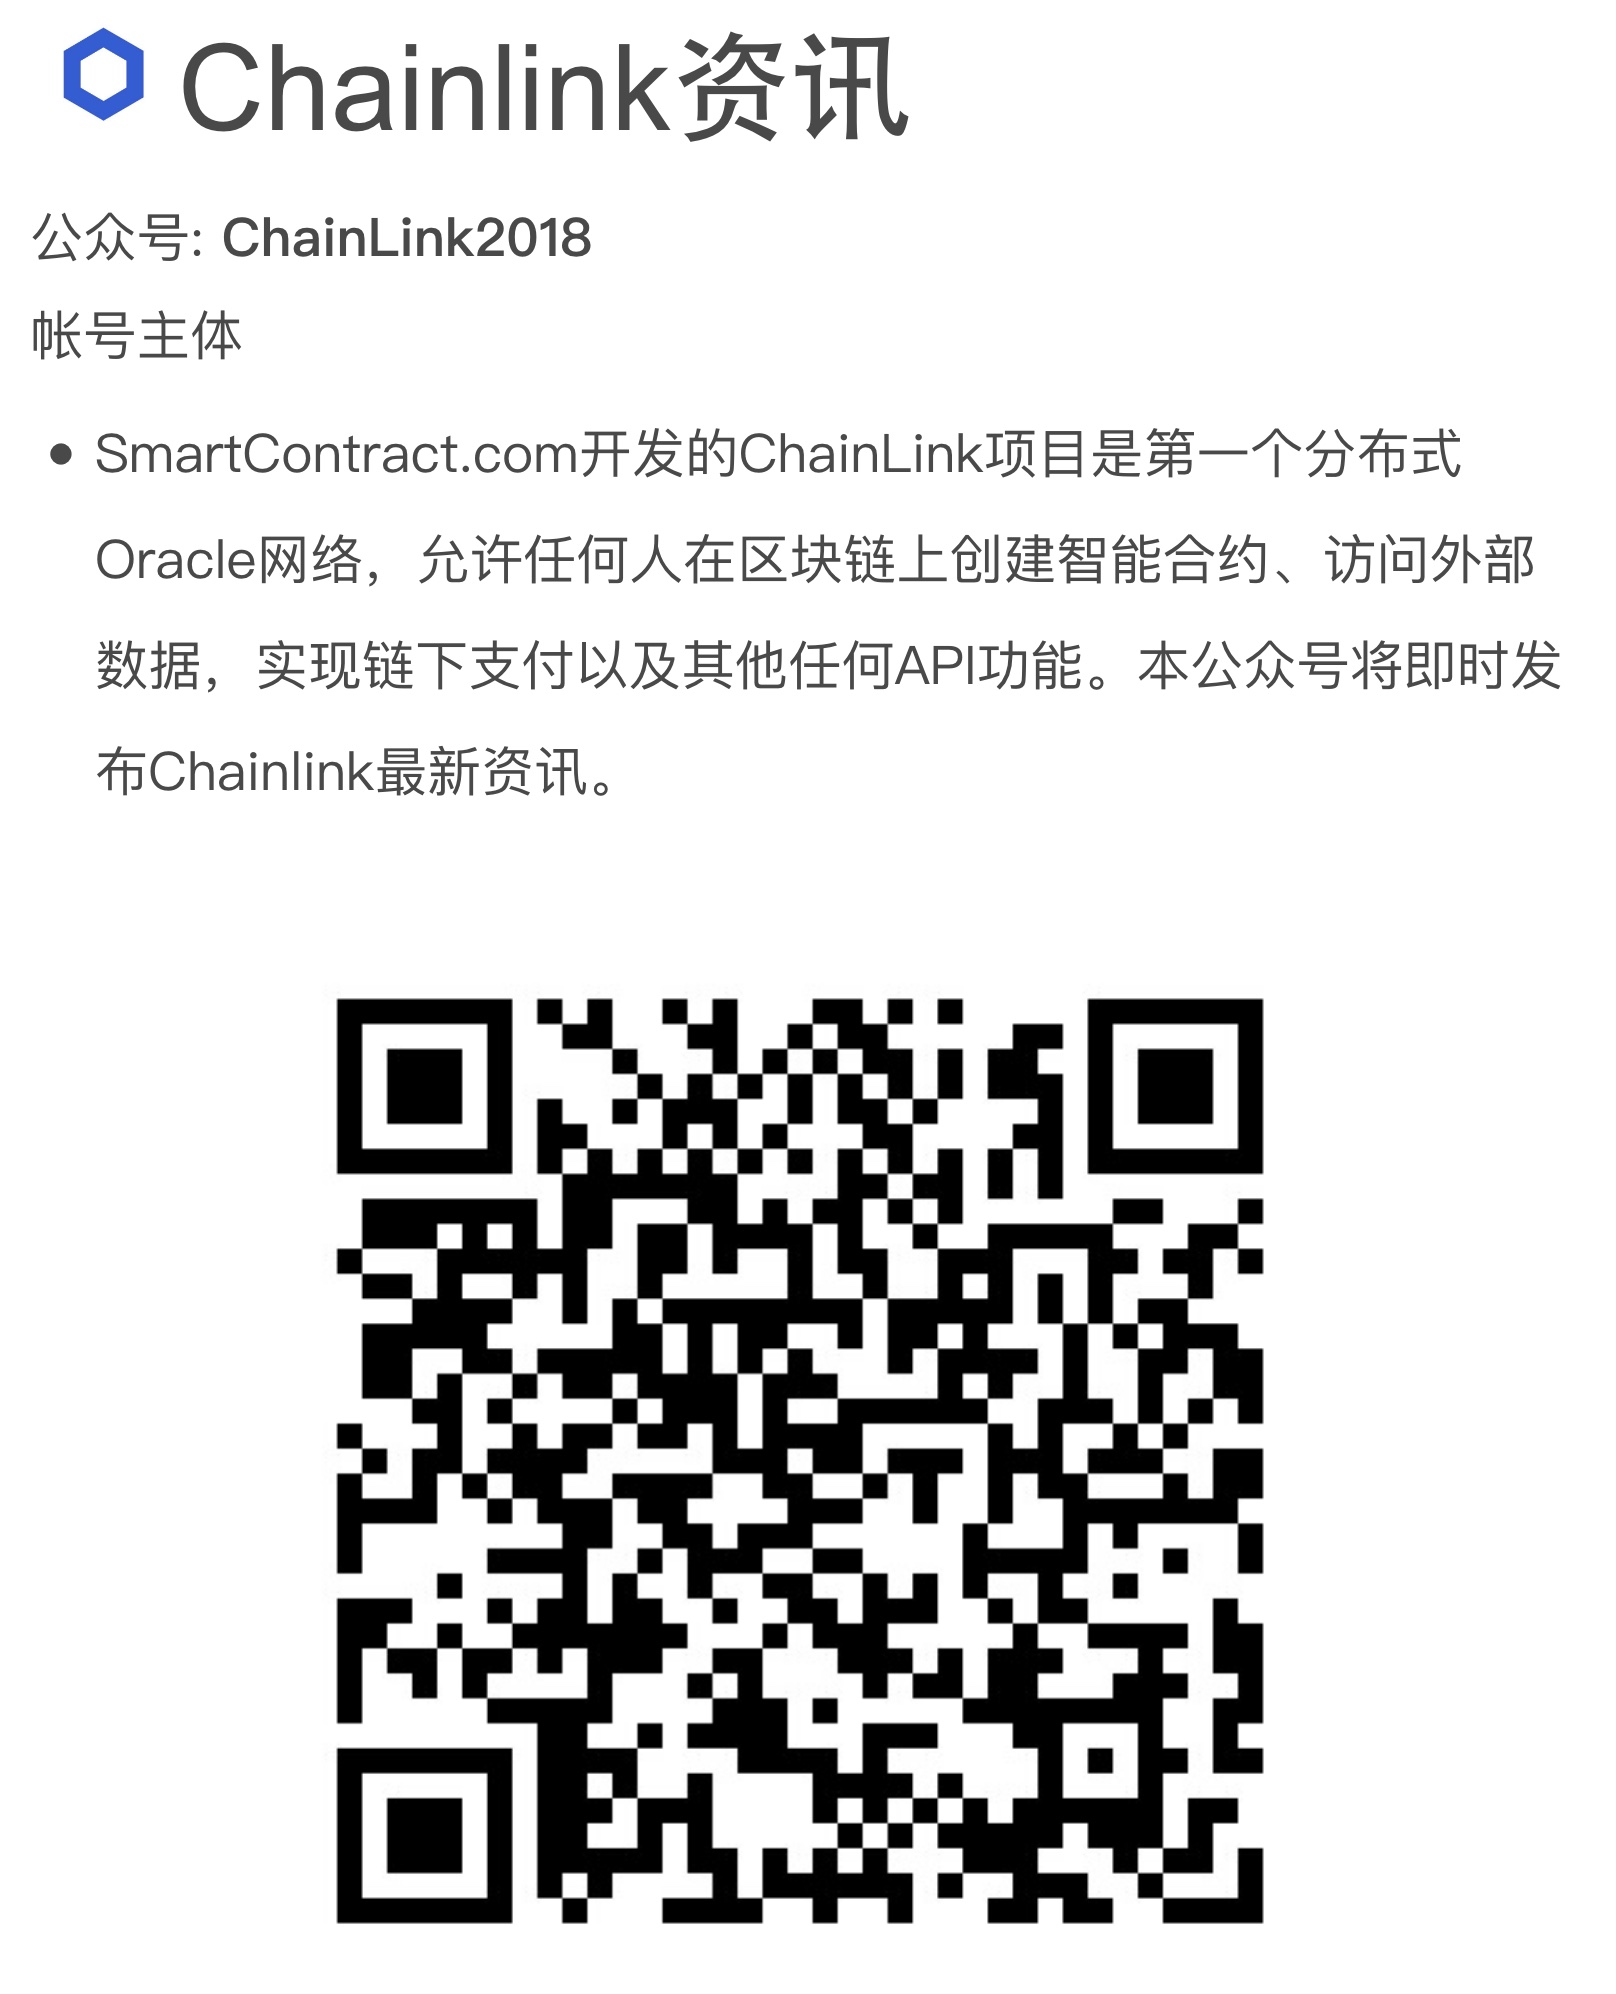 Chainlink资讯
公众号: ChainLink2018
帐号主体
• SmartContract.com开发的ChainLink项目是第一个分布式
Oracle网络，允许任何人在区块链上创建智能合约、访问外部
数据，实现链下支付以及其他任何API功能。本公众号将即时发
布Chainlink最新资讯。